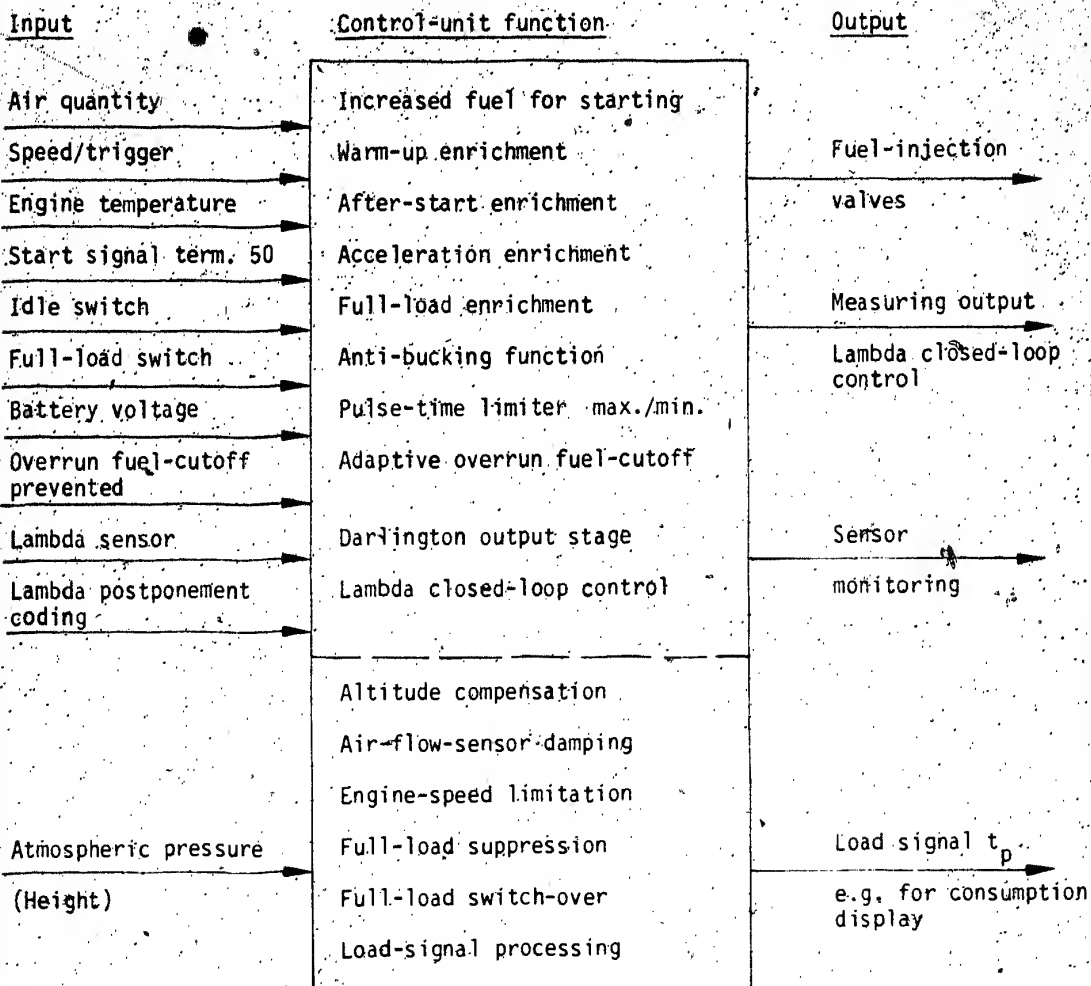 Input
Control-unit function
Output
Air quantity
Speed/trigger
Engine temperature
Start signal term. 50
Idle switch
Full-load switch
Battery voltage
Overrun fuel-cutoff
prevented
Lambda sensor
Lambda postponement
coding
Atmospheric pressure
(Height)
Increased fuel for starting
Warm-up enrichment
After-start enrichment
Acceleration enrichment
Full-load enrichment
Anti-bucking function
Pulse-time limiter max./min.
Adaptive overrun fuel-cutoff
Darlington output stage
Lambda closed-loop control
Altitude compensation
Air-flow-sensor damping
Engine-speed limitation
Full-load suppression
Full-load switch-over
Load-signal processing
Fuel-injection
valves
Measuring output
Lambda closed-loop
control
Sensor
monitoring
Load signal tp
e.g. for consumption
display